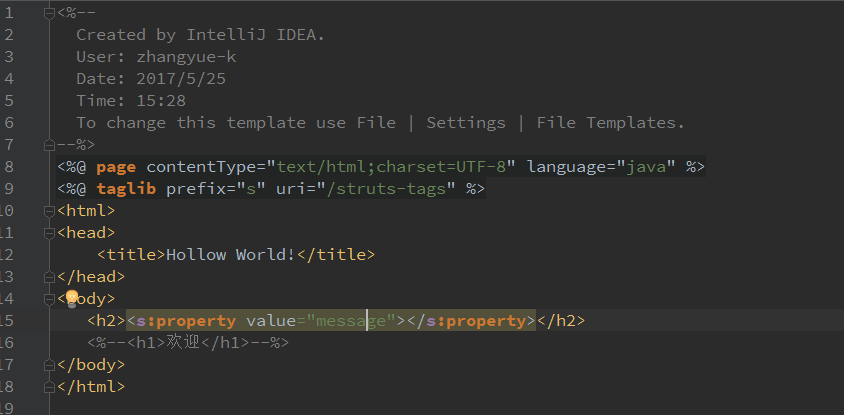 1 <%--
2 Created by IntelliJ IDEA.
3 User: zhangyue-k
4 Date: 2017/5/25
5 Time: 15:28
6 To change this template use File | Settings | File Templates.
7 --%>
8 <%@ page contentType="text/html;charset=UTF-8" language="java" %>
9 <%@ taglib prefix="s" uri="/struts-tags" %>
10 <html>
11 <head>
12 <title>Hollow World!</title>
13 </head>
14 <body>
15 <h2><s:property value="message"></s:property></h2>
16 <%--<h1>欢迎</h1>--%>
17 </body>
18 </html>
19